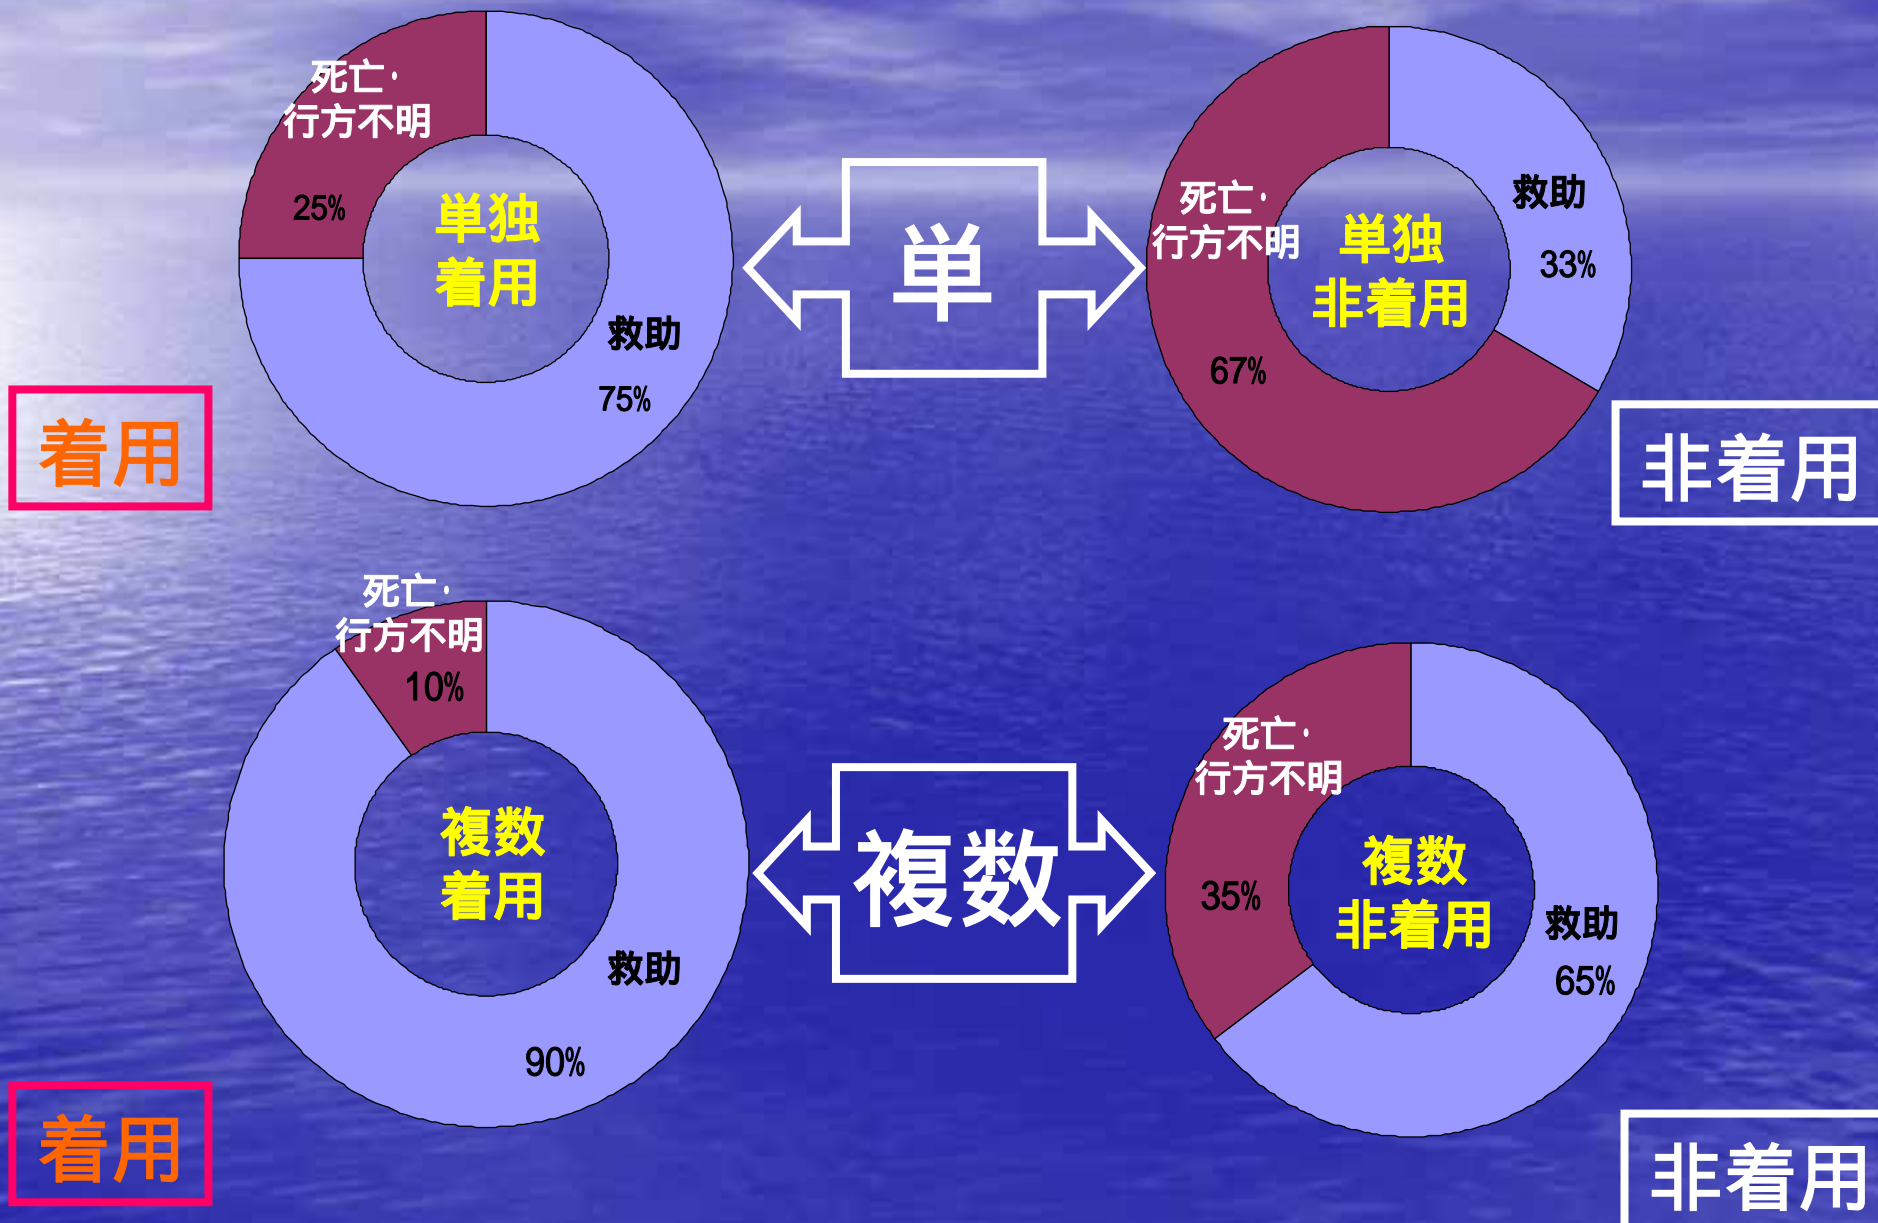 死亡・
行方不明
25%
単独
着用
救助
75%
単
死亡・
行方不明
67%
単独
非着用
救助
33%
着用
非着用
死亡・
行方不明
10%
複数
着用
救助
90%
複数
死亡・
行方不明
35%
複数
非着用
救助
65%
着用
非着用